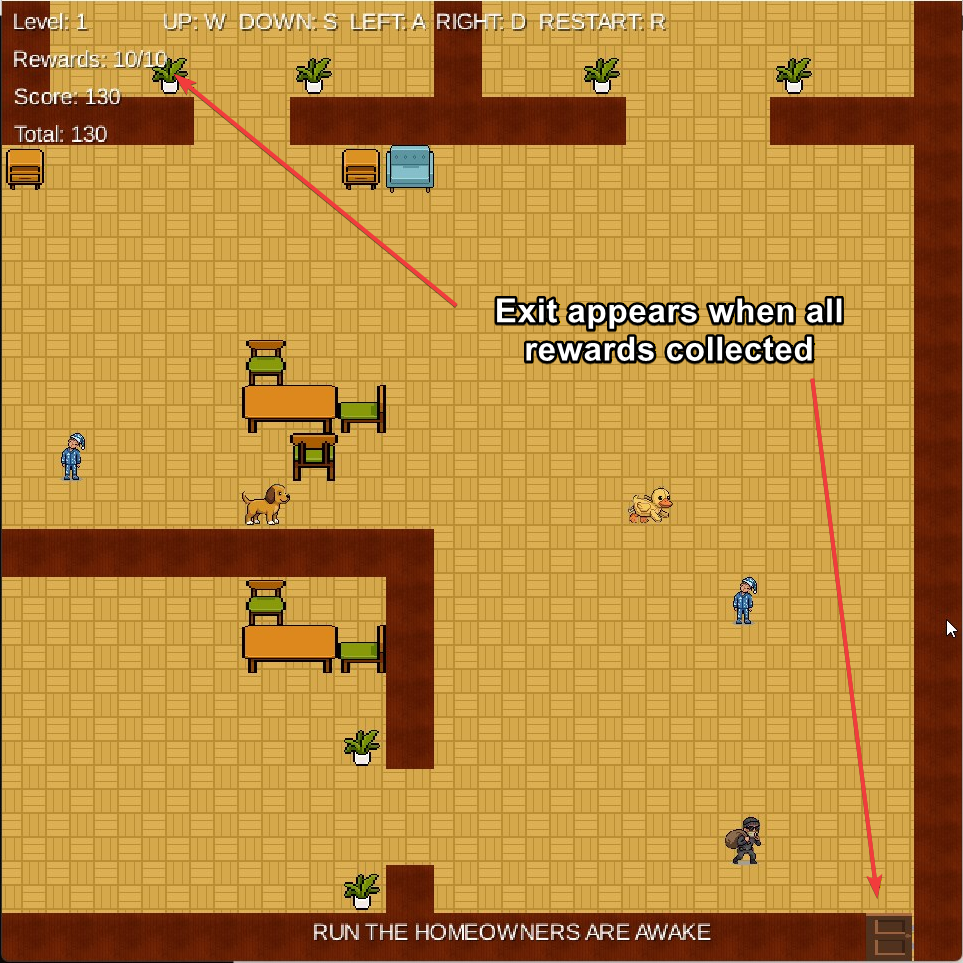 Level: 1 UP: W DOWN: S LEFT: A RIGHT: D RESTART: R
Rewards: 10/10
Score: 130
Total: 130
Exit appears when all
rewards collected
RUN THE HOMEOWNERS ARE AWAKE